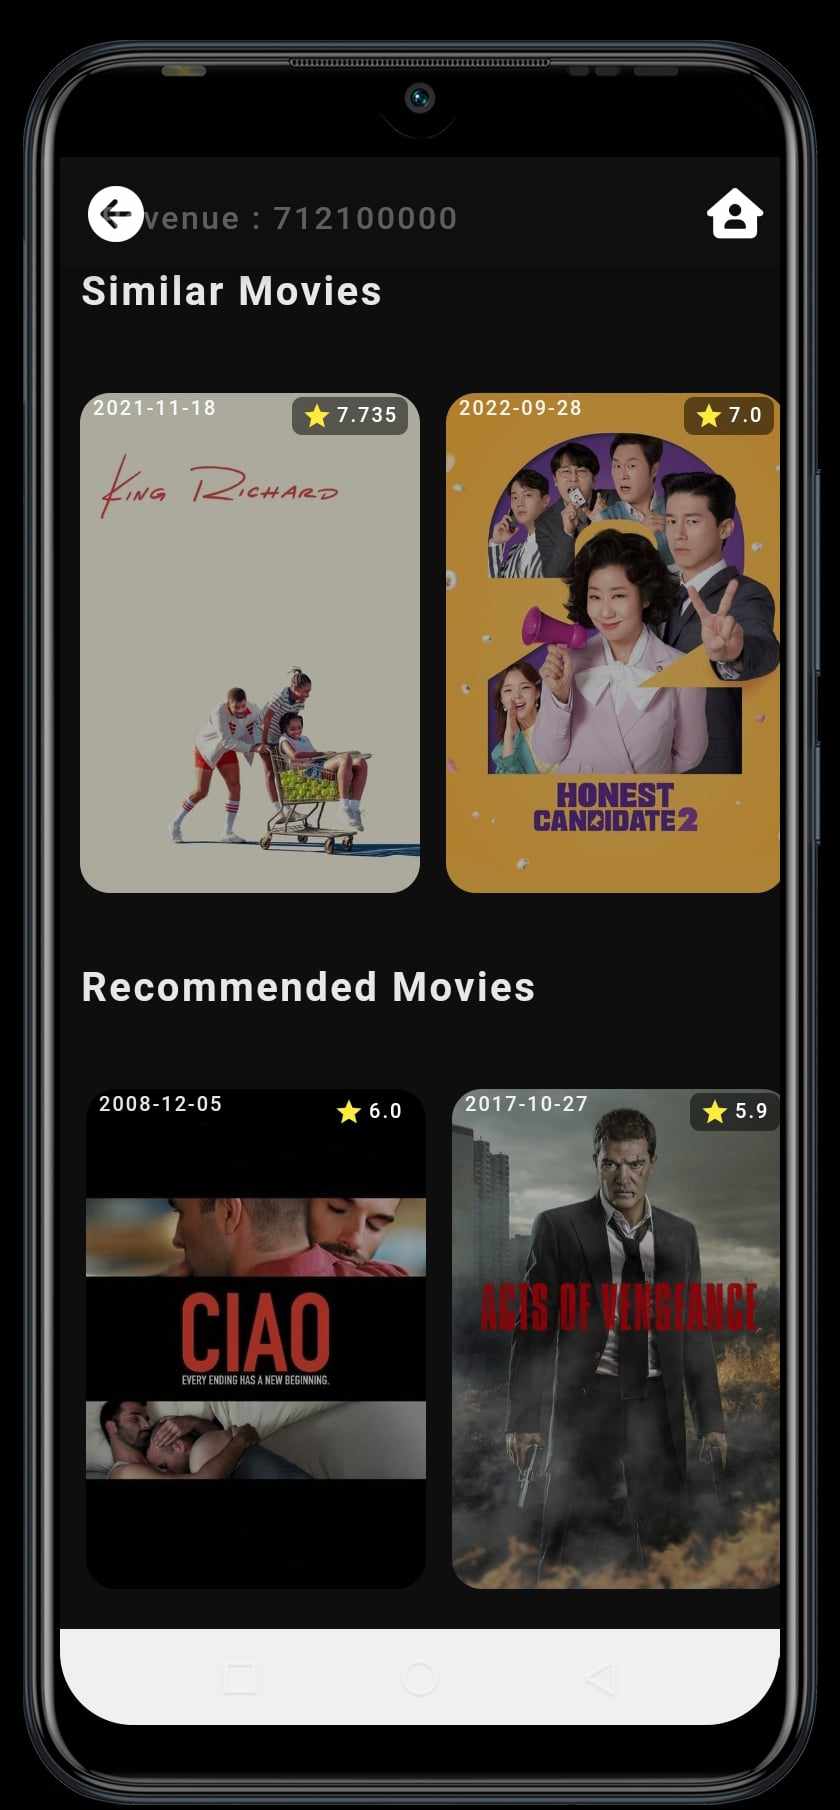 venue : 712100000
Similar Movies
2021-11-18
7.735
KING RICHARD
2022-09-28
7.0
HONEST
CANDIDATE 2
Recommended Movies
2008-12-05
6.0
CIAO
EVERY ENDING HAS A NEW BEGINNING.
2017-10-27
5.9
ACTS OF VENGEANCE